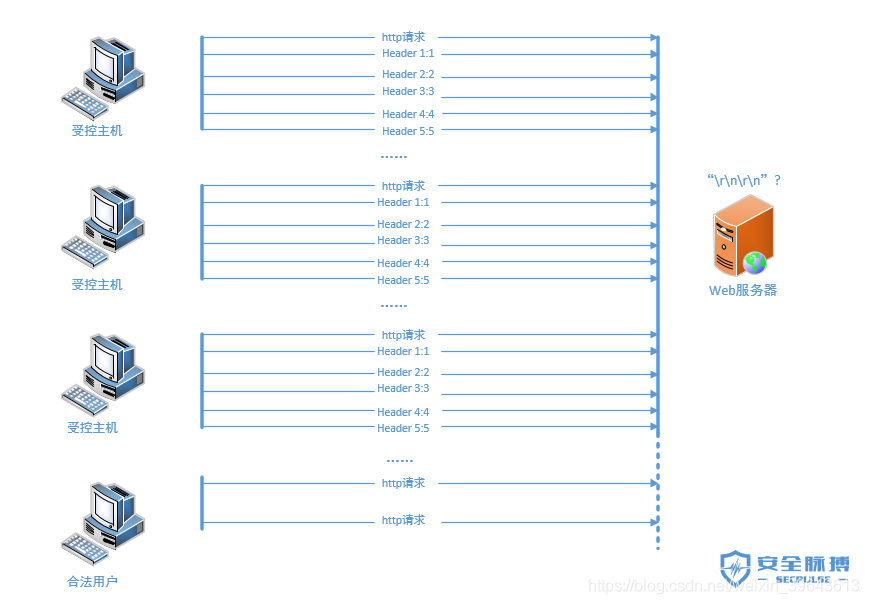 http请求
Header 1:1
Header 2:2
Header 3:3
Header 4:4
Header 5:5
受控主机
......
http请求
Header 1:1
Header 2:2
Header 3:3
Header 4:4
Header 5:5
受控主机
“\r\n\r\n”?
Web服务器
......
http请求
Header 1:1
Header 2:2
Header 3:3
Header 4:4
Header 5:5
受控主机
......
http请求
http请求
合法用户
安全脉搏
SECPULSE
https://blog.csdn.net/weixin_39643613